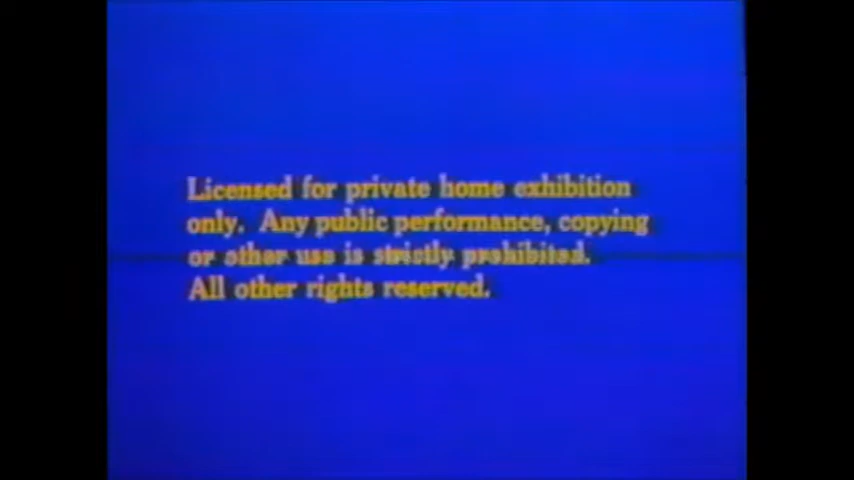 Licensed for private home exhibition
only. Any public performance, copying
or other use is strictly prohibited.
All other rights reserved.